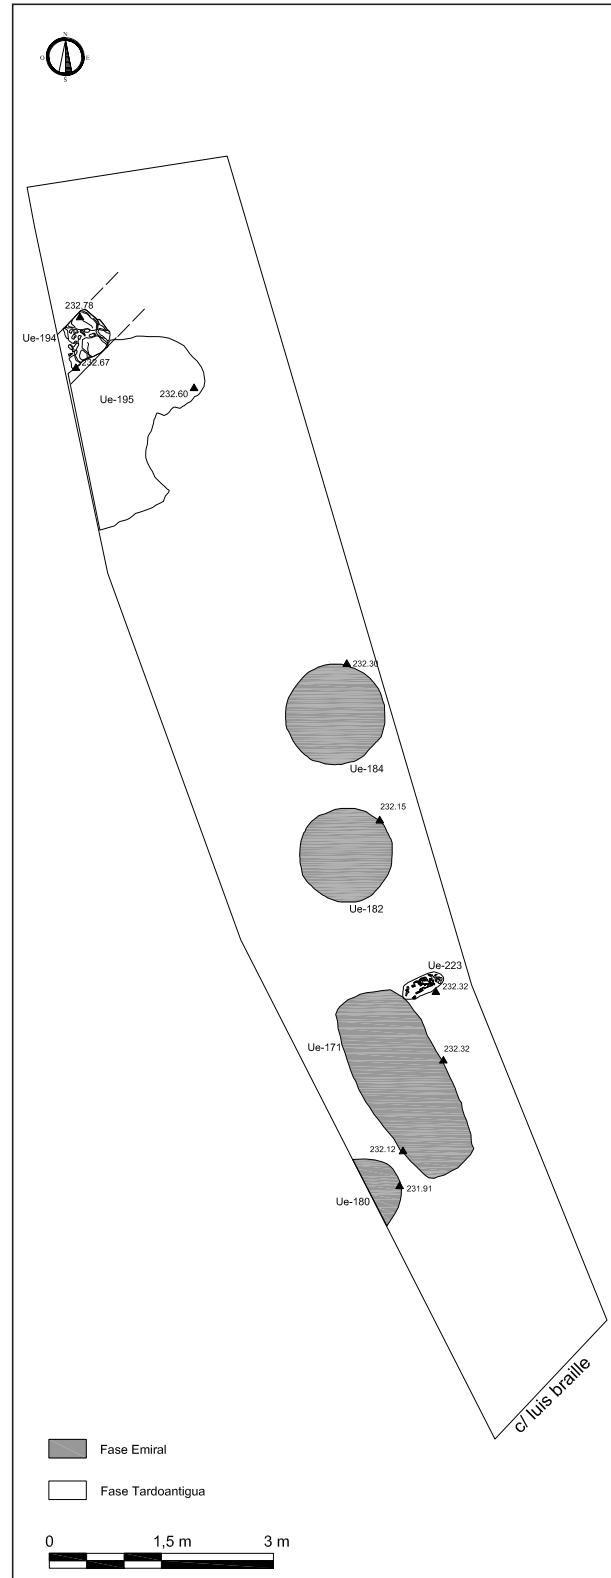 N
O E
S
232.78
Ue-194
232.67
232.60
Ue-195
232.30
Ue-184
232.15
Ue-182
Ue-223
232.32
Ue-171
232.32
232.12
231.91
Ue-180
c/ luis braille
Fase Emiral
Fase Tardoantigua
0 1,5 m 3 m